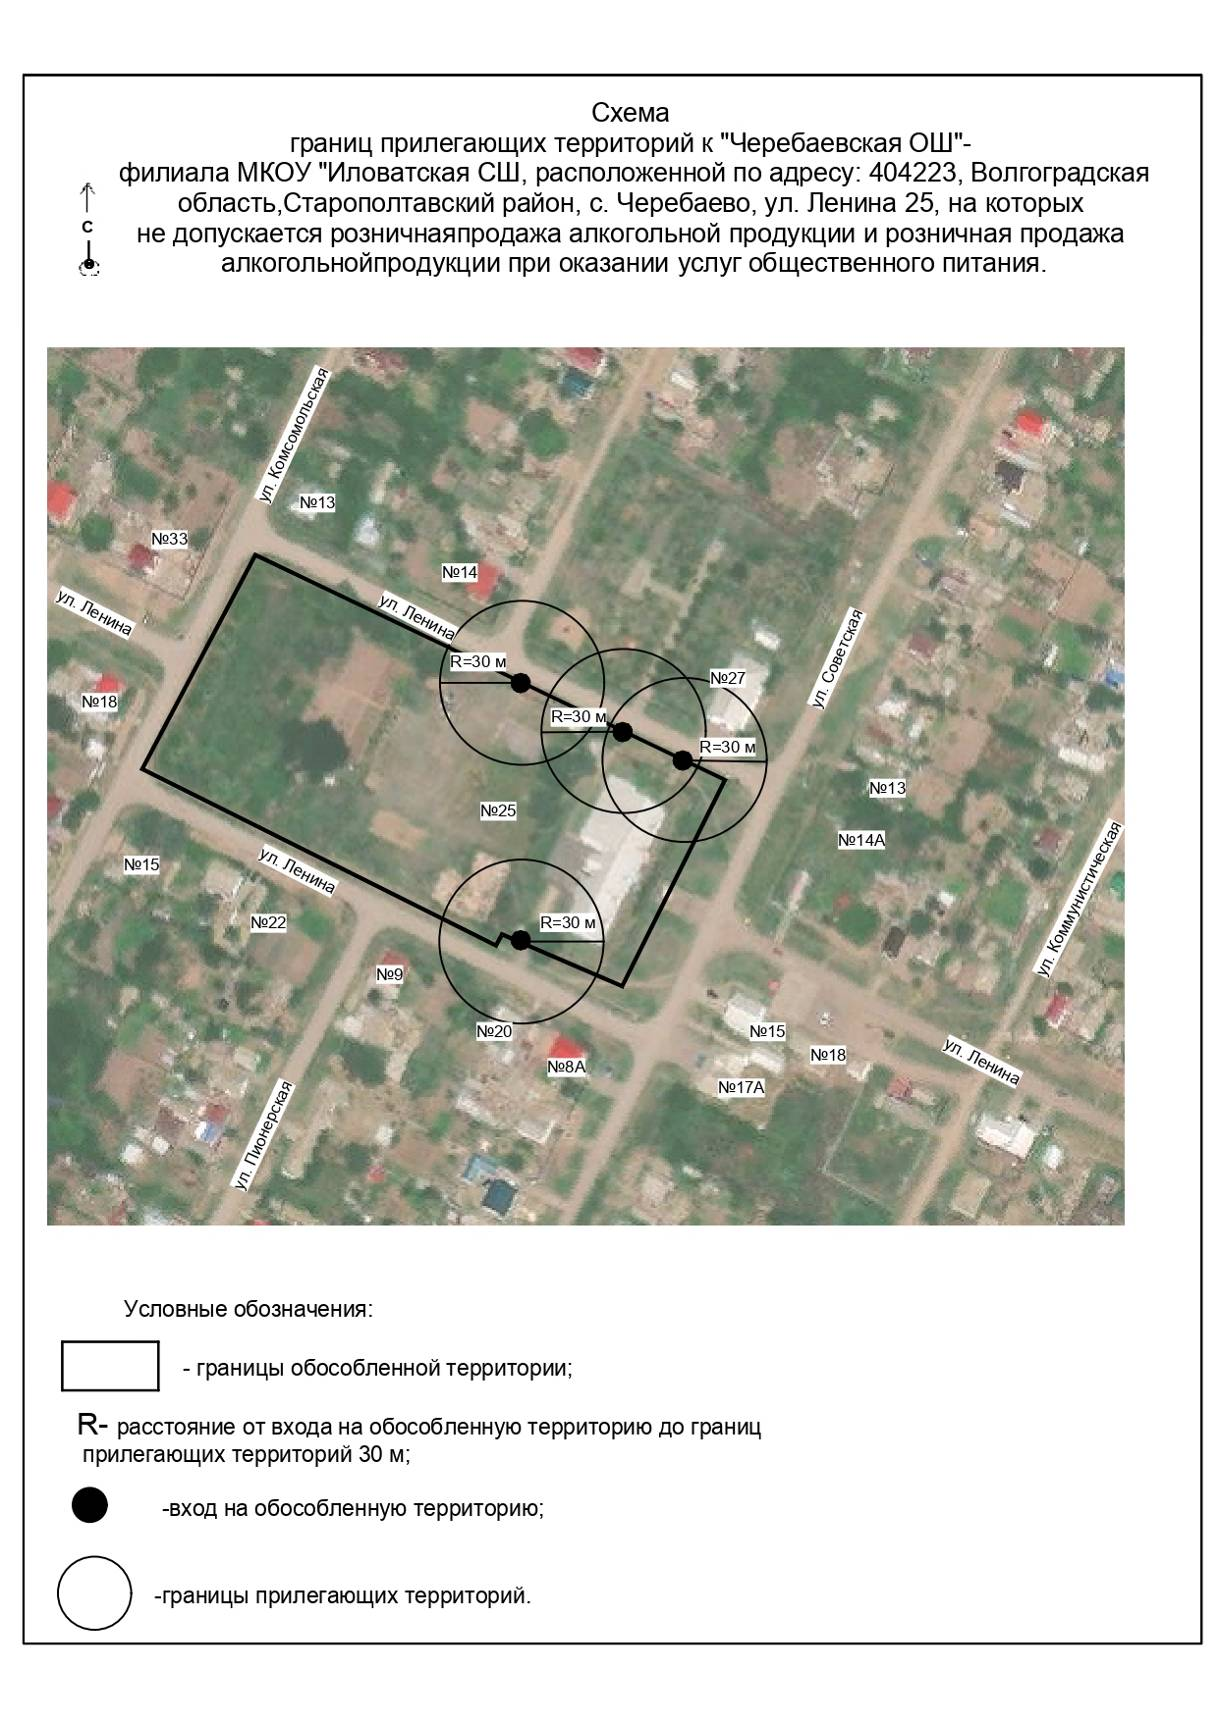 Схема
границ прилегающих территорий к "Черебаевская ОШ"-
филиала МКОУ "Иловатская СШ, расположенной по адресу: 404223, Волгоградская
область,Старополтавский район, с. Черебаево, ул. Ленина 25, на которых
не допускается розничнаяпродажа алкогольной продукции и розничная продажа
алкогольнойпродукции при оказании услуг общественного питания.
С
ул. Комсомольская
№13
№33
№14
ул. Ленина
ул. Ленина
R=30 м
№27
ул. Советская
№18
R=30 м
R=30 м
№13
№25
№14А
№15
ул. Ленина
ул. Коммунистическая
№22
R=30 м
№9
№20
№15
№18
ул. Ленина
№8А
№17А
ул. Пионерская
Условные обозначения:
- границы обособленной территории;
R- расстояние от входа на обособленную территорию до границ
прилегающих территорий 30 м;
-вход на обособленную территорию;
-границы прилегающих территорий.